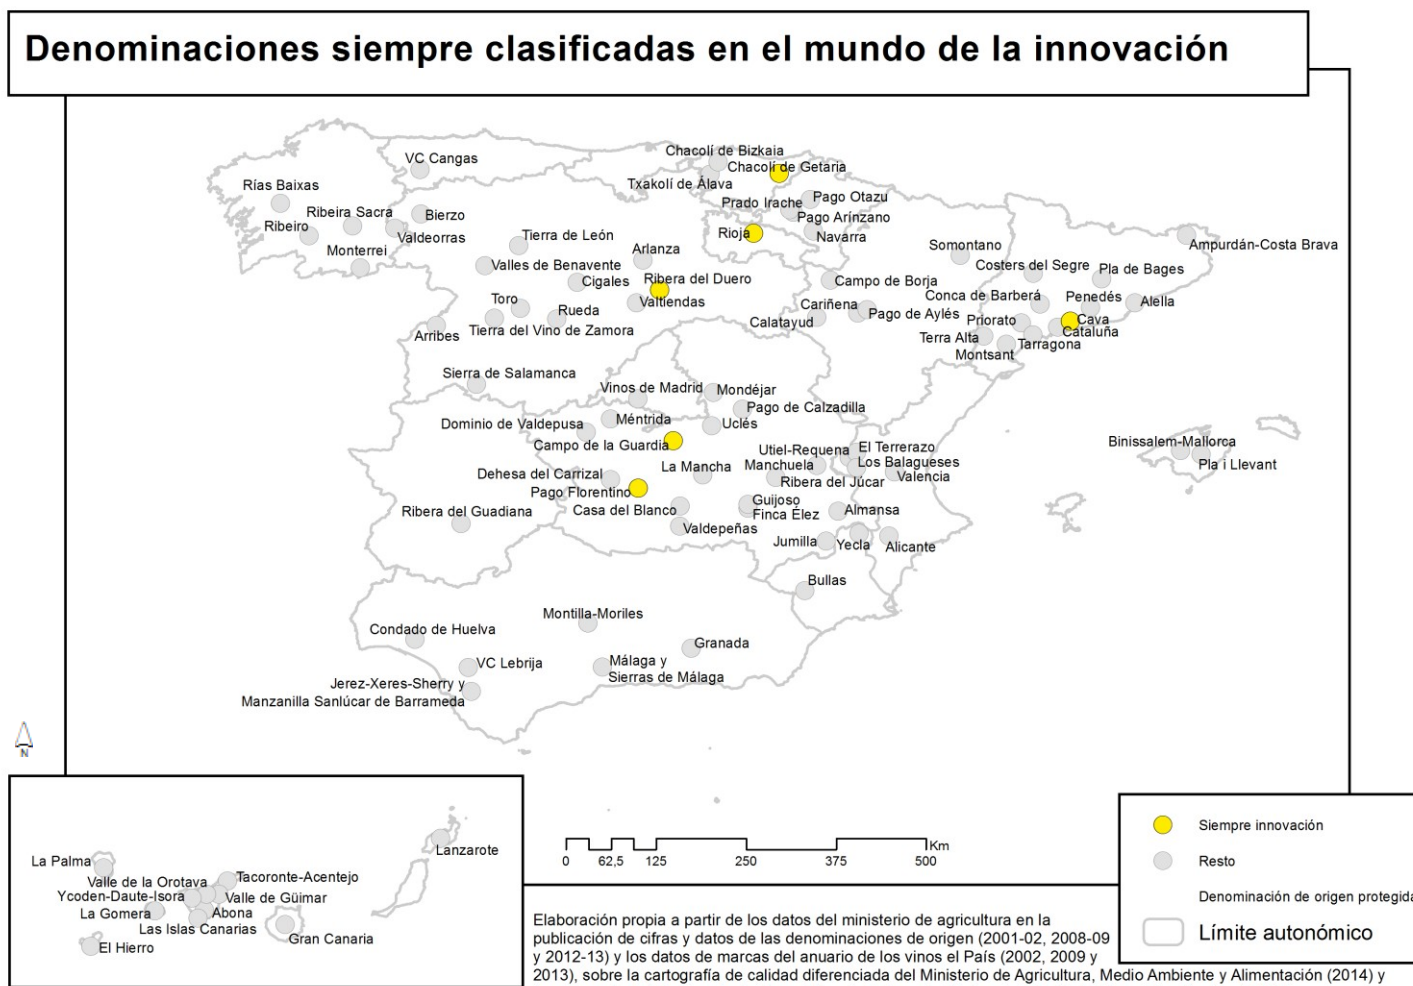 Denominaciones siempre clasificadas en el mundo de la innovación
VC Cangas
Chacolí de Bizkaia
Chacolí de Getaria
Txakolí de Álava
Rías Baixas
Ribeira Sacra
Ribeiro
Monterrei
Bierzo
Valdeorras
Prado Irache
Pago Otazu
Pago Arínzano
Rioja
Navarra
Tierra de León
Arlanza
Valles de Benavente
Cigales
Ribera del Duero
Valtiendas
Toro
Rueda
Tierra del Vino de Zamora
Arribes
Sierra de Salamanca
Somontano
Ampurdán-Costa Brava
Costers del Segre
Pla de Bages
Campo de Borja
Cariñena
Pago de Aylés
Calatayud
Conca de Barberá
Penedés
Alella
Priorato
Cava
Cataluña
Terra Alta
Tarragona
Montsant
Vinos de Madrid
Mondéjar
Pago de Calzadilla
Dominio de Valdepusa
Méntrida
Uclés
Campo de la Guardia
Utiel-Requena
El Terrerazo
La Mancha
Manchuela
Los Balagueses
Valencia
Dehesa del Carrizal
Ribera del Júcar
Pago Florentino
Casa del Blanco
Guijoso
Finca Élez
Almansa
Ribera del Guadiana
Valdepeñas
Jumilla
Yecla
Alicante
Binissalem-Mallorca
Pla i Llevant
Bullas
Montilla-Moriles
Condado de Huelva
Granada
VC Lebrija
Málaga y
Sierras de Málaga
Jerez-Xeres-Sherry y
Manzanilla Sanlúcar de Barrameda
N
La Palma
Lanzarote
Valle de la Orotava
Tacoronte-Acentejo
Ycoden-Daute-Isora
Valle de Güimar
La Gomera
Abona
Las Islas Canarias
Gran Canaria
El Hierro
Km
0 62,5 125 250 375 500
Siempre innovación
Resto
Denominación de origen protegida
Límite autonómico
Elaboración propia a partir de los datos del ministerio de agricultura en la
publicación de cifras y datos de las denominaciones de origen (2001-02, 2008-09
y 2012-13) y los datos de marcas del anuario de los vinos el País (2002, 2009 y
2013), sobre la cartografía de calidad diferenciada del Ministerio de Agricultura, Medio Ambiente y Alimentación (2014) y